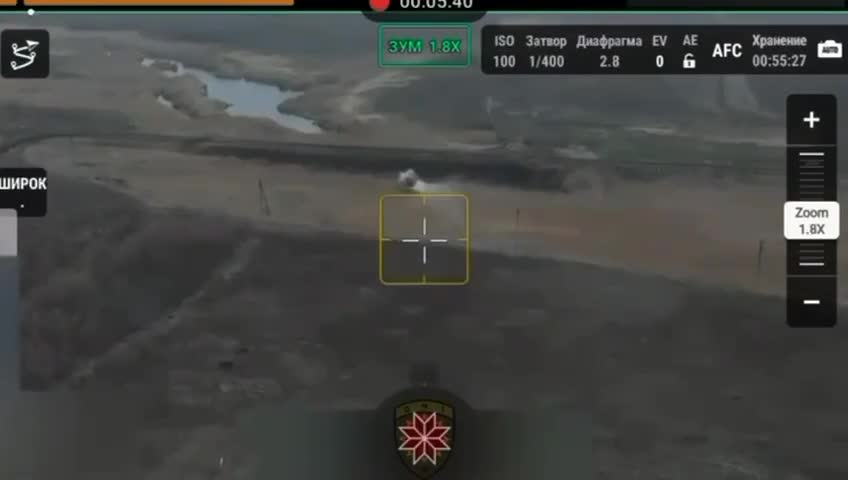 00:05:40
ЗУМ 1.8X
ISO Затвор Диафрагма EV AE Хранение
100 1/400 2.8 0 AFC 00:55:27
AUTO
+
ШИРОК
.
Zoom
1.8X
−